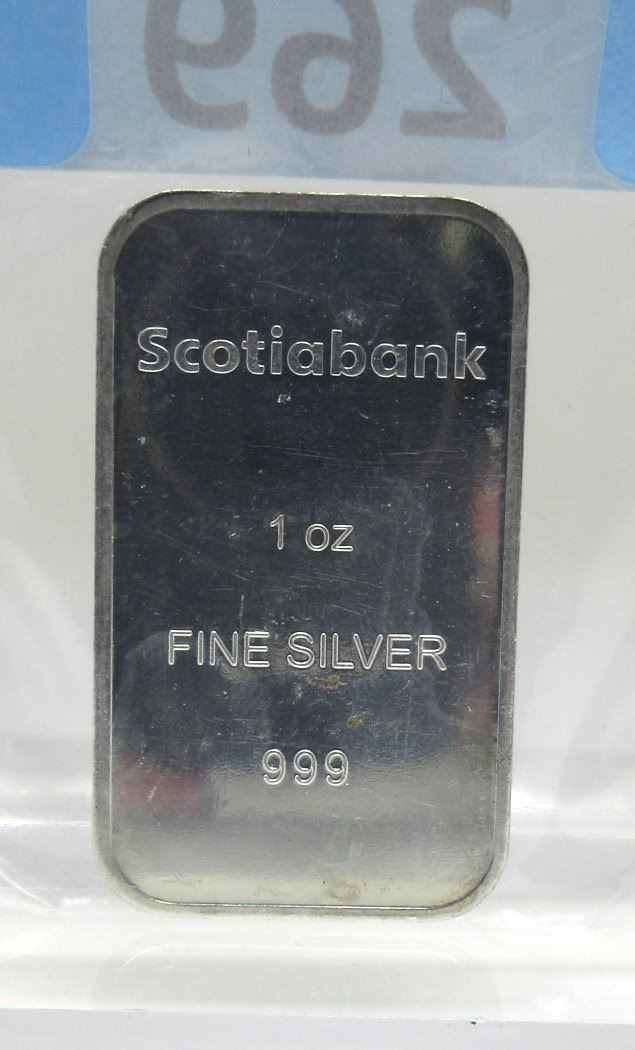 269
Scotiabank
1 oz
FINE SILVER
999